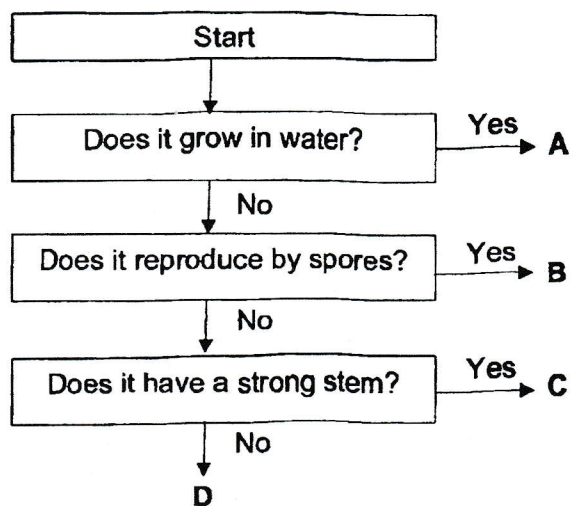 Start
Does it grow in water?
Yes
A
No
Does it reproduce by spores?
Yes
B
No
Does it have a strong stem?
Yes
C
No
D